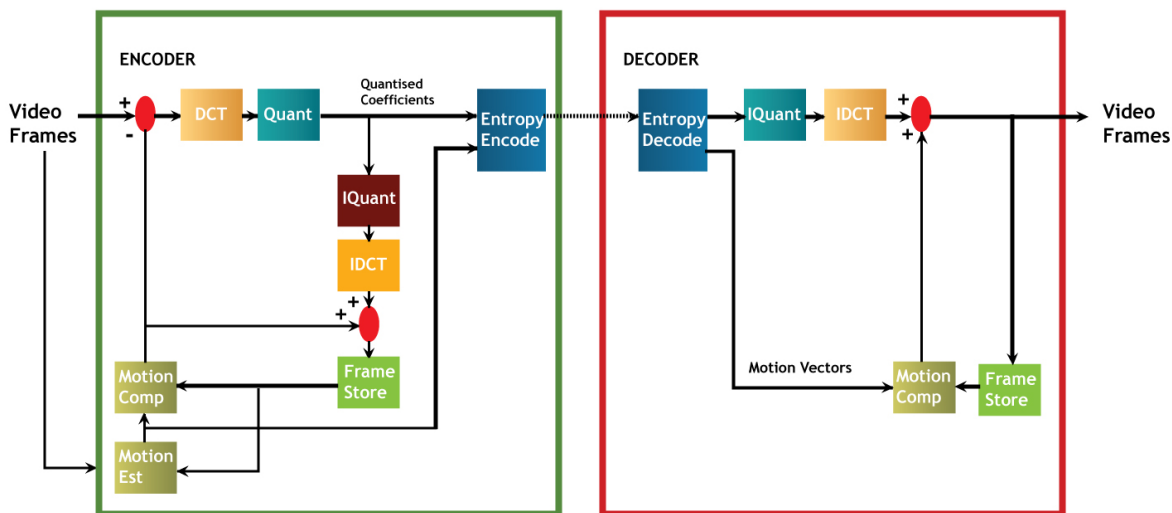 ENCODER
Video
Frames
+
-
DCT
Quant
Quantised
Coefficients
Entropy
Encode
IQuant
IDCT
+
+
Frame
Store
Motion
Comp
Motion
Est
DECODER
Entropy
Decode
IQuant
IDCT
+
+
Video
Frames
Motion Vectors
Motion
Comp
Frame
Store